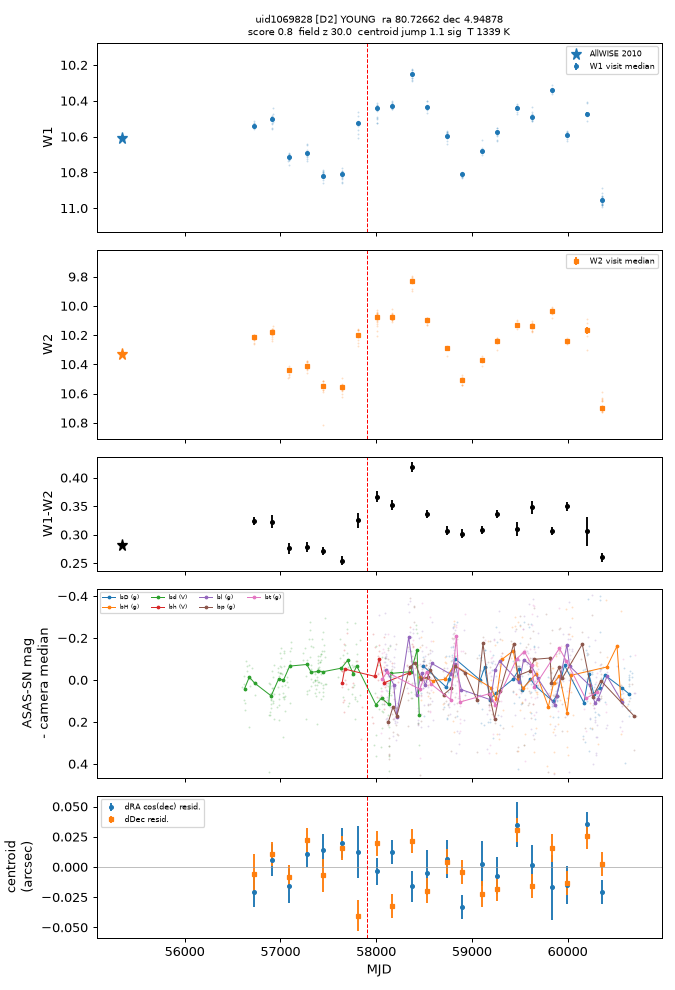 uid1069828 [D2] YOUNG  ra 80.72662 dec 4.94878
score 0.8  field z 30.0  centroid jump 1.1 sig  T 1339 K
W1
10.2
10.4
10.6
10.8
11.0
AllWISE 2010
W1 visit median
W2
9.8
10.0
10.2
10.4
10.6
10.8
W2 visit median
W1-W2
0.40
0.35
0.30
0.25
ASAS-SN mag
- camera median
−0.4
−0.2
0.0
0.2
0.4
bD (g)
bH (g)
bd (V)
bh (V)
bl (g)
bp (g)
bt (g)
centroid
(arcsec)
0.050
0.025
0.000
−0.025
−0.050
dRA cos(dec) resid.
dDec resid.
56000
57000
58000
59000
60000
MJD